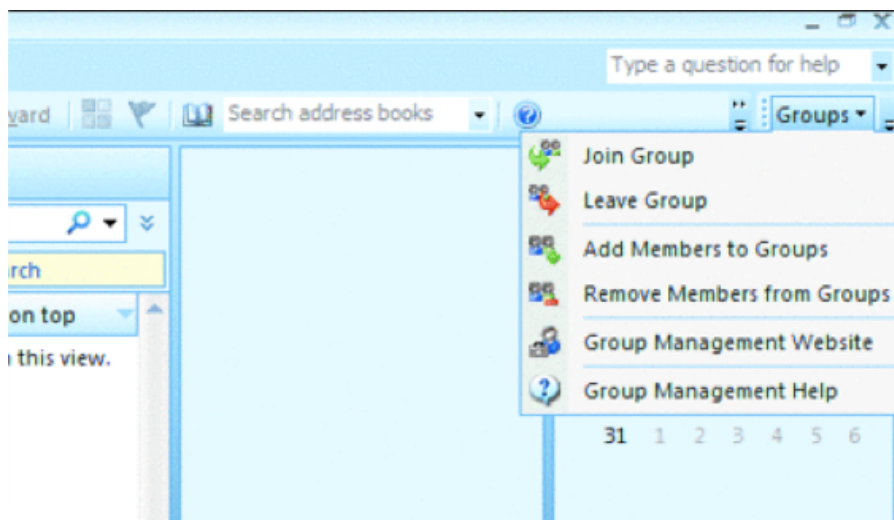 Type a question for help
ward Search address books Groups
Join Group
Leave Group
rch
Add Members to Groups
on top
Remove Members from Groups
this view.
Group Management Website
Group Management Help
31 1 2 3 4 5 6